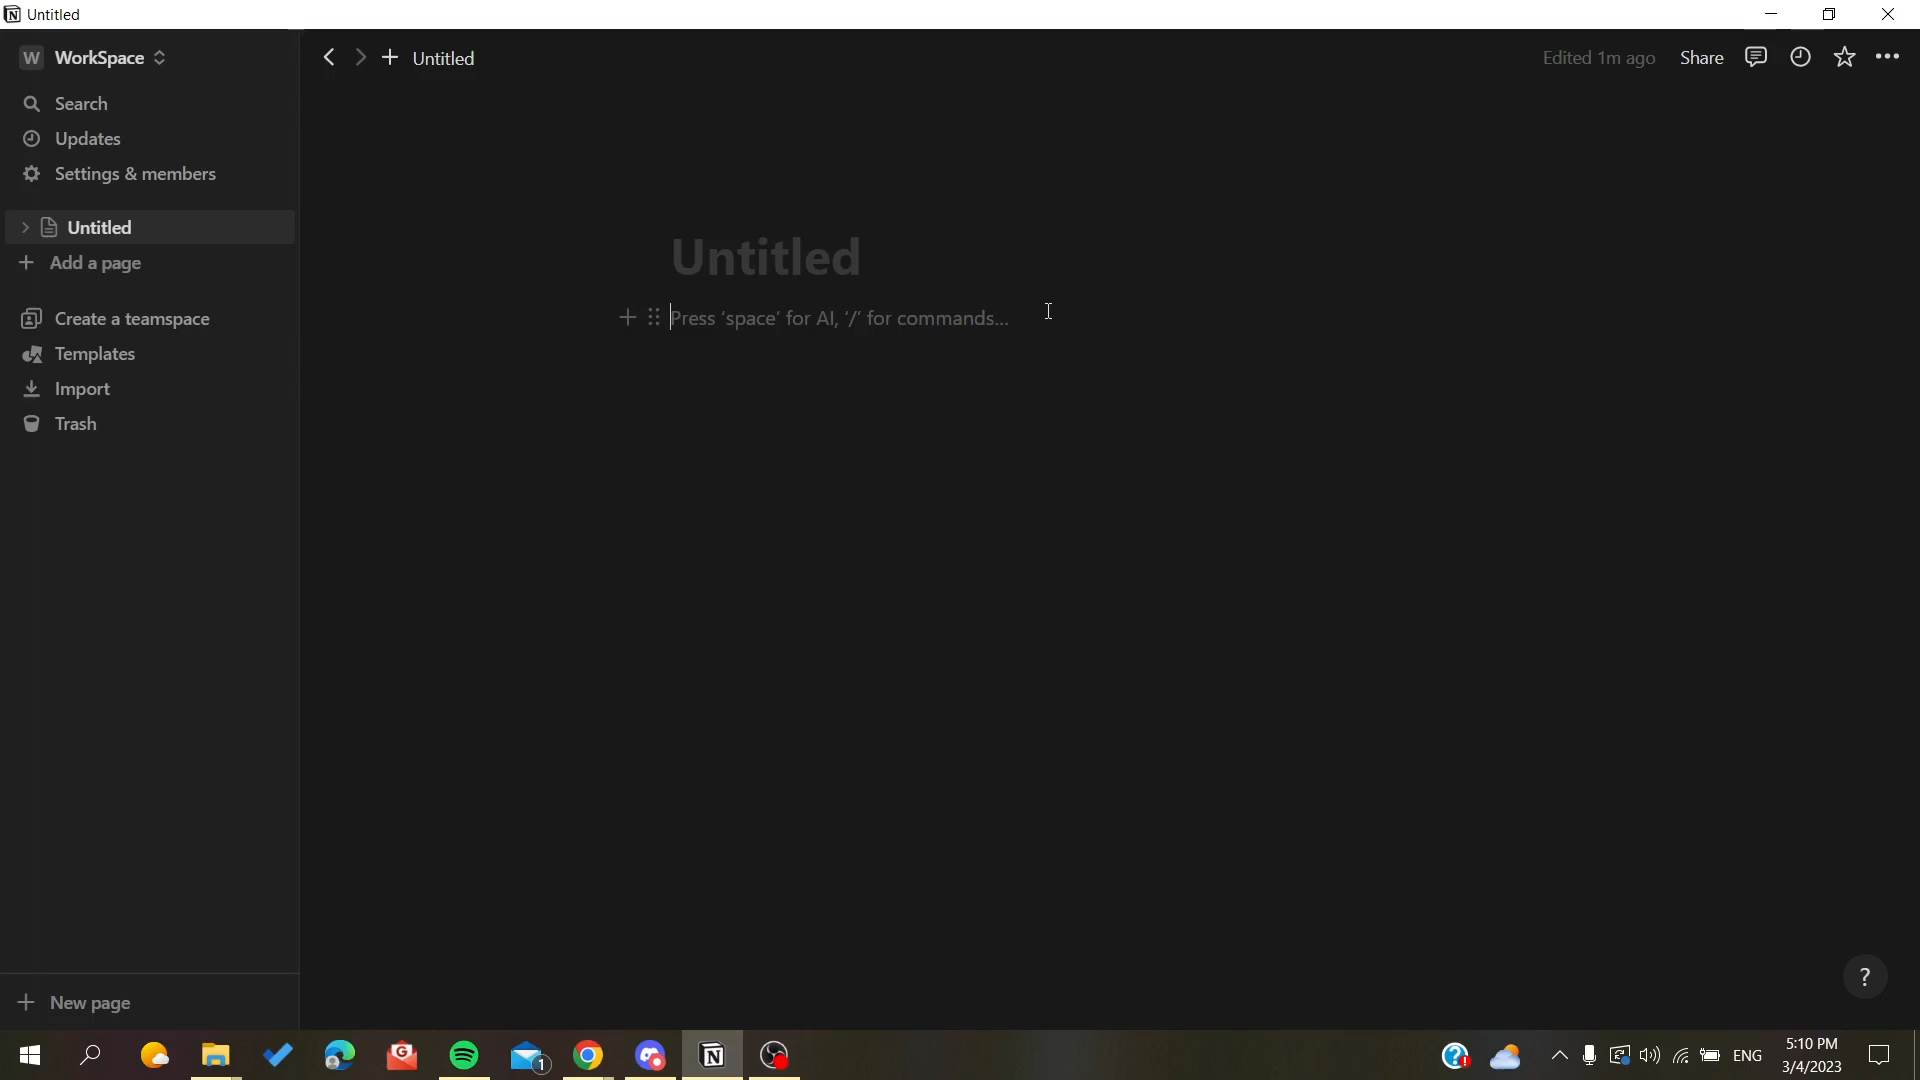 Untitled
W WorkSpace
Untitled
Edited 1m ago
Share
Search
Updates
Settings & members
Untitled
Add a page
Create a teamspace
Templates
Import
Trash
Untitled
Press ‘space’ for AI, ‘/’ for commands…
?
New page
1
ENG
5:10 PM
3/4/2023